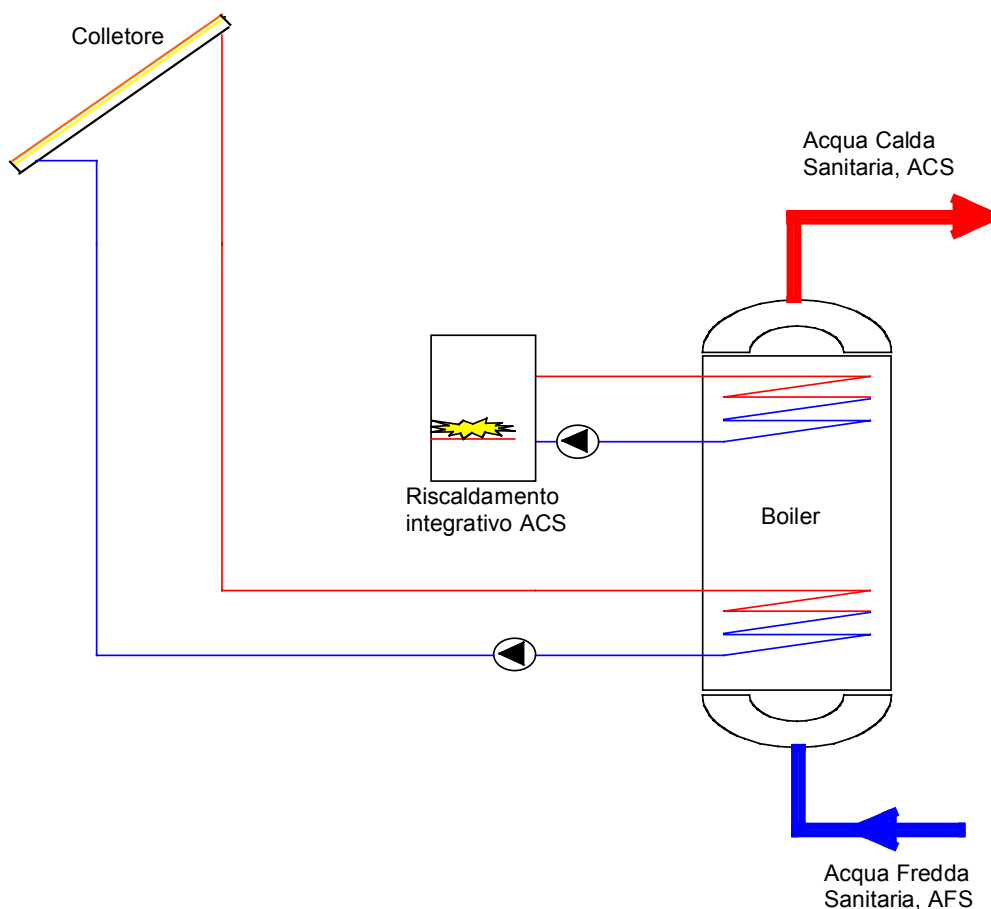 Colletore
Acqua Calda
Sanitaria, ACS
Riscaldamento
integrativo ACS
Boiler
Acqua Fredda
Sanitaria, AFS